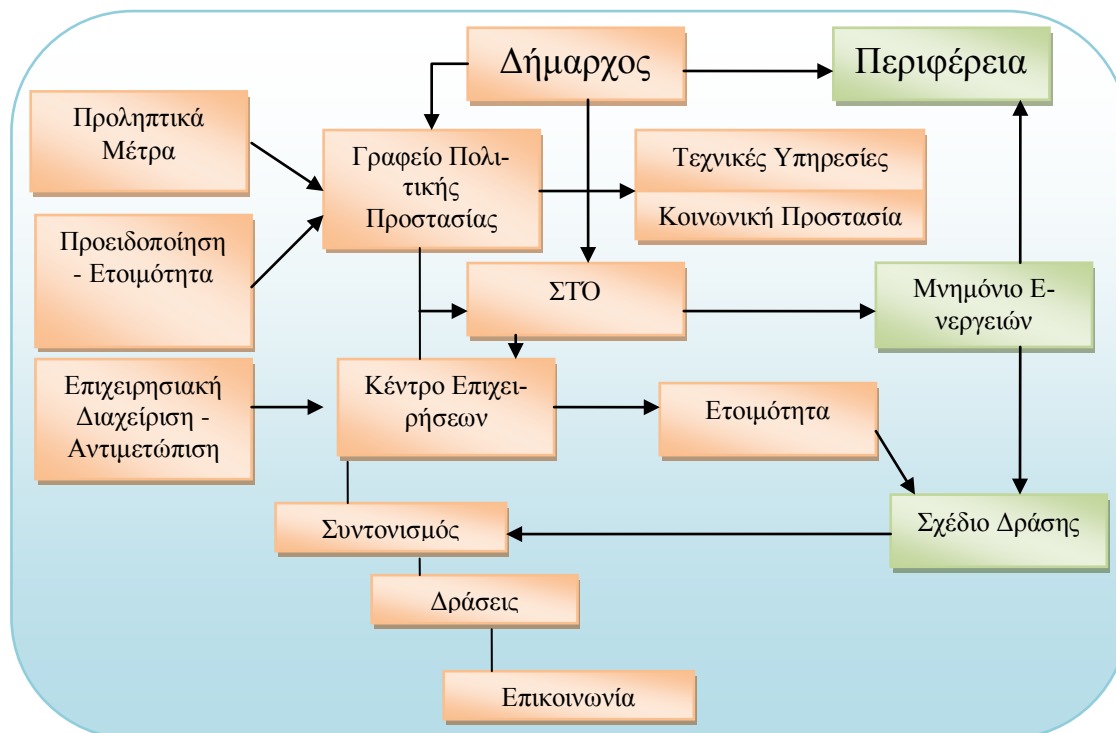 Δήμαρχος
Περιφέρεια
Προληπτικά
Μέτρα
Γραφείο Πολι-
τικής
Προστασίας
Τεχνικές Υπηρεσίες
Κοινωνική Προστασία
Προειδοποίηση
- Ετοιμότητα
ΣΤΌ
Μνημόνιο Ε-
νεργειών
Επιχειρησιακή
Διαχείριση -
Αντιμετώπιση
Κέντρο Επιχει-
ρήσεων
Ετοιμότητα
Συντονισμός
Σχέδιο Δράσης
Δράσεις
Επικοινωνία